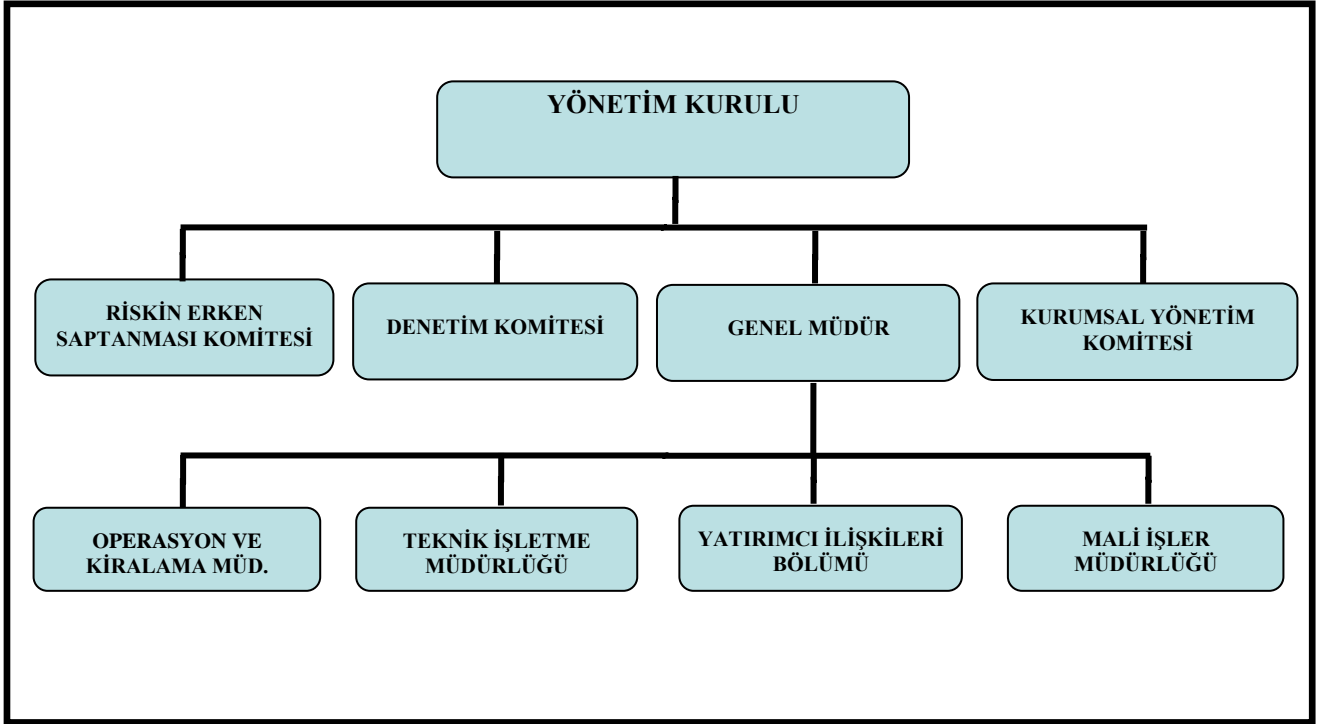 YÖNETİM KURULU
RİSKİN ERKEN
SAPTANMASI KOMİTESİ
DENETİM KOMİTESİ
GENEL MÜDÜR
KURUMSAL YÖNETİM
KOMİTESİ
OPERASYON VE
KİRALAMA MÜD.
TEKNİK İŞLETME
MÜDÜRLÜĞÜ
YATIRIMCI İLİŞKİLERİ
BÖLÜMÜ
MALİ İŞLER
MÜDÜRLÜĞÜ